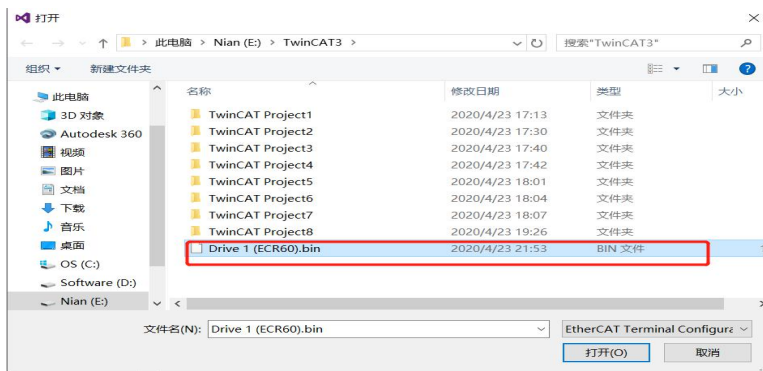 打开
此电脑 > Nian (E:) > TwinCAT3 >
搜索"TwinCAT3"
组织 新建文件夹
名称 修改日期 类型 大小
此电脑
3D 对象
Autodesk 360
视频
图片
文档
下载
音乐
桌面
OS (C:)
Software (D:)
Nian (E:)
TwinCAT Project1 2020/4/23 17:13 文件夹
TwinCAT Project2 2020/4/23 17:30 文件夹
TwinCAT Project3 2020/4/23 17:40 文件夹
TwinCAT Project4 2020/4/23 17:42 文件夹
TwinCAT Project5 2020/4/23 18:01 文件夹
TwinCAT Project6 2020/4/23 18:04 文件夹
TwinCAT Project7 2020/4/23 18:07 文件夹
TwinCAT Project8 2020/4/23 19:26 文件夹
Drive 1 (ECR60).bin 2020/4/23 21:53 BIN 文件
文件名(N): Drive 1 (ECR60).bin EtherCAT Terminal
打开(O) 取消